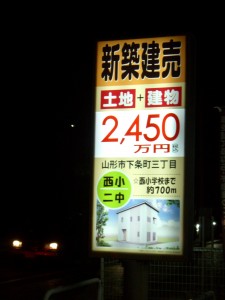 新築建売
土地+建物
2,450
万円
山形市下条町三丁目
西小
二中
☆西小学校まで
約700m